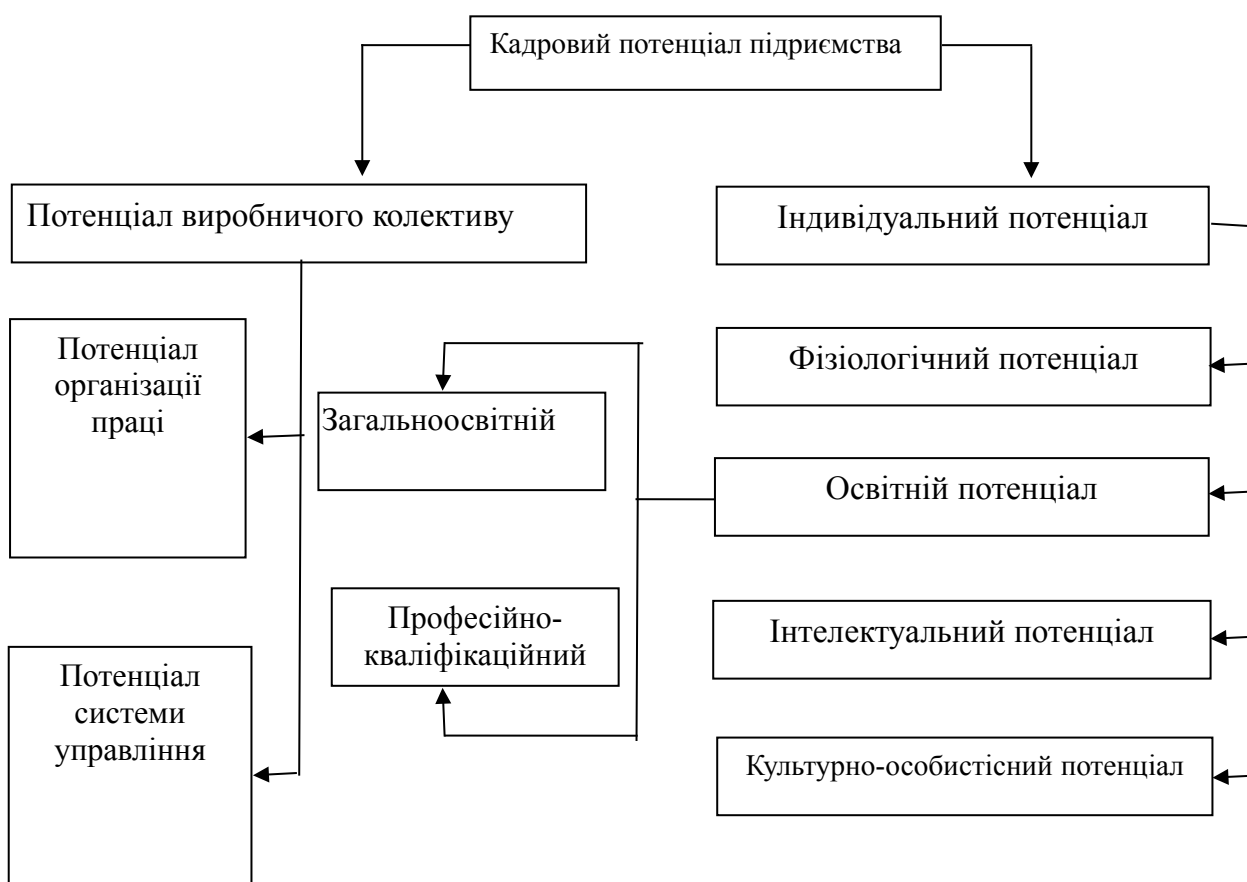 Кадровий потенціал підриємства
Потенціал виробничого колективу
Індивідуальний потенціал
Потенціал
організації
праці
Фізіологічний потенціал
Загальноосвітній
Освітній потенціал
Професійно-
кваліфікаційний
Інтелектуальний потенціал
Потенціал
системи
управління
Культурно-особистісний потенціал